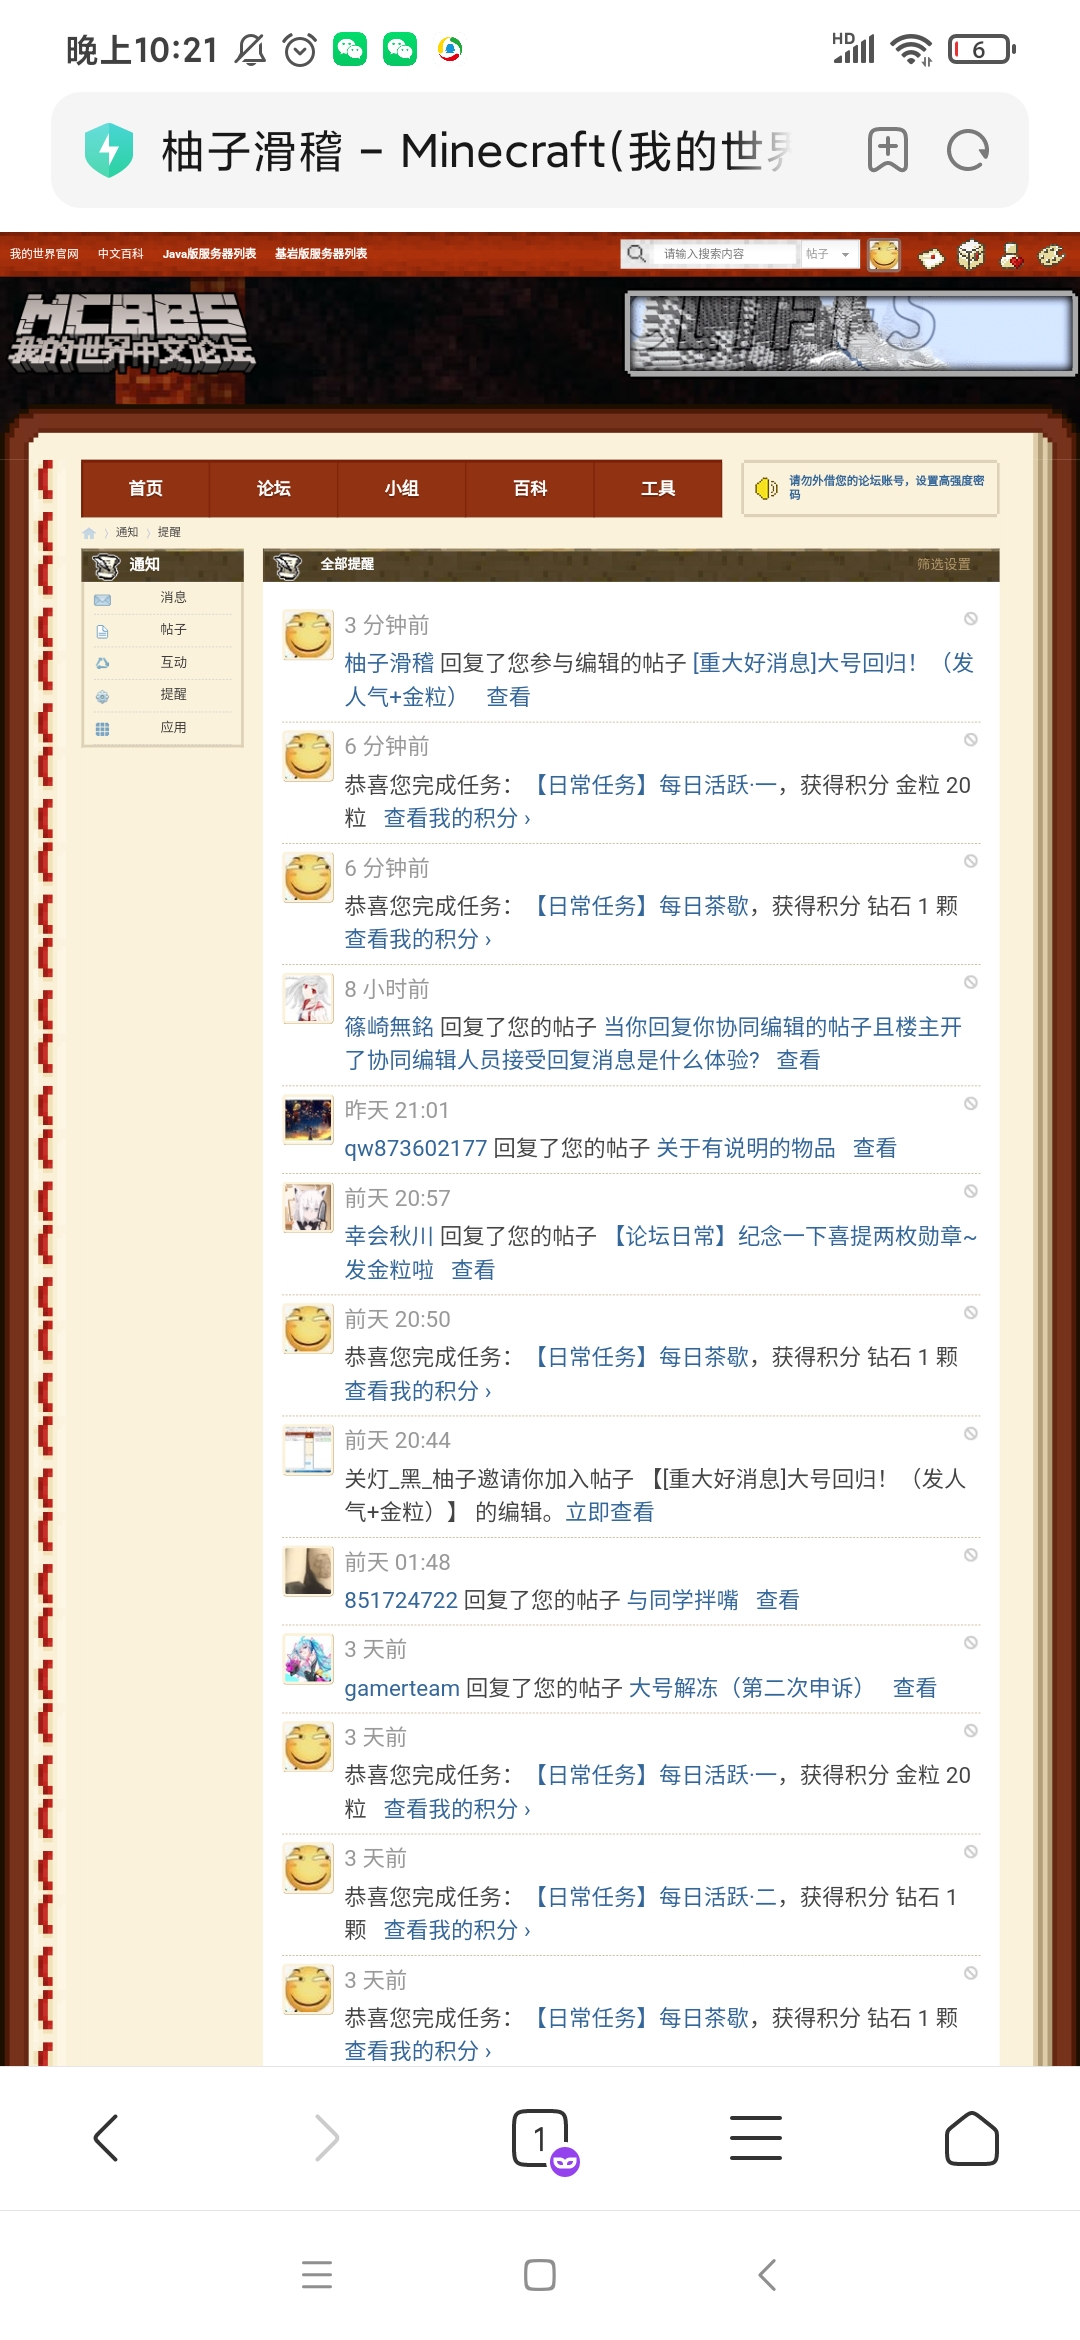 晚上10:21
HD
6
柚子滑稽 – Minecraft(我的世界
我的世界官网 中文百科 Java版服务器列表 基岩版服务器列表
请输入搜索内容 帖子
MCBBS
我的世界中文论坛
CLIFFS
首页 论坛 小组 百科 工具
请勿外借您的论坛账号，设置高强度密
码
通知 提醒
通知
消息
帖子
互动
提醒
应用
全部提醒 筛选设置
3 分钟前
柚子滑稽 回复了您参与编辑的帖子 [重大好消息]大号回归！（发
人气+金粒） 查看
6 分钟前
恭喜您完成任务：【日常任务】每日活跃·一，获得积分 金粒 20
粒 查看我的积分 ›
6 分钟前
恭喜您完成任务：【日常任务】每日茶歇，获得积分 钻石 1 颗
查看我的积分 ›
8 小时前
篠崎無銘 回复了您的帖子 当你回复你协同编辑的帖子且楼主开
了协同编辑人员接受回复消息是什么体验? 查看
昨天 21:01
qw873602177 回复了您的帖子 关于有说明的物品 查看
前天 20:57
幸会秋川 回复了您的帖子 【论坛日常】纪念一下喜提两枚勋章~
发金粒啦 查看
前天 20:50
恭喜您完成任务：【日常任务】每日茶歇，获得积分 钻石 1 颗
查看我的积分 ›
前天 20:44
关灯_黑_柚子邀请你加入帖子 【[重大好消息]大号回归！（发人
气+金粒）】 的编辑。立即查看
前天 01:48
851724722 回复了您的帖子 与同学拌嘴 查看
3 天前
gamerteam 回复了您的帖子 大号解冻（第二次申诉） 查看
3 天前
恭喜您完成任务：【日常任务】每日活跃·一，获得积分 金粒 20
粒 查看我的积分 ›
3 天前
恭喜您完成任务：【日常任务】每日活跃·二，获得积分 钻石 1
颗 查看我的积分 ›
3 天前
恭喜您完成任务：【日常任务】每日茶歇，获得积分 钻石 1 颗
查看我的积分 ›
1